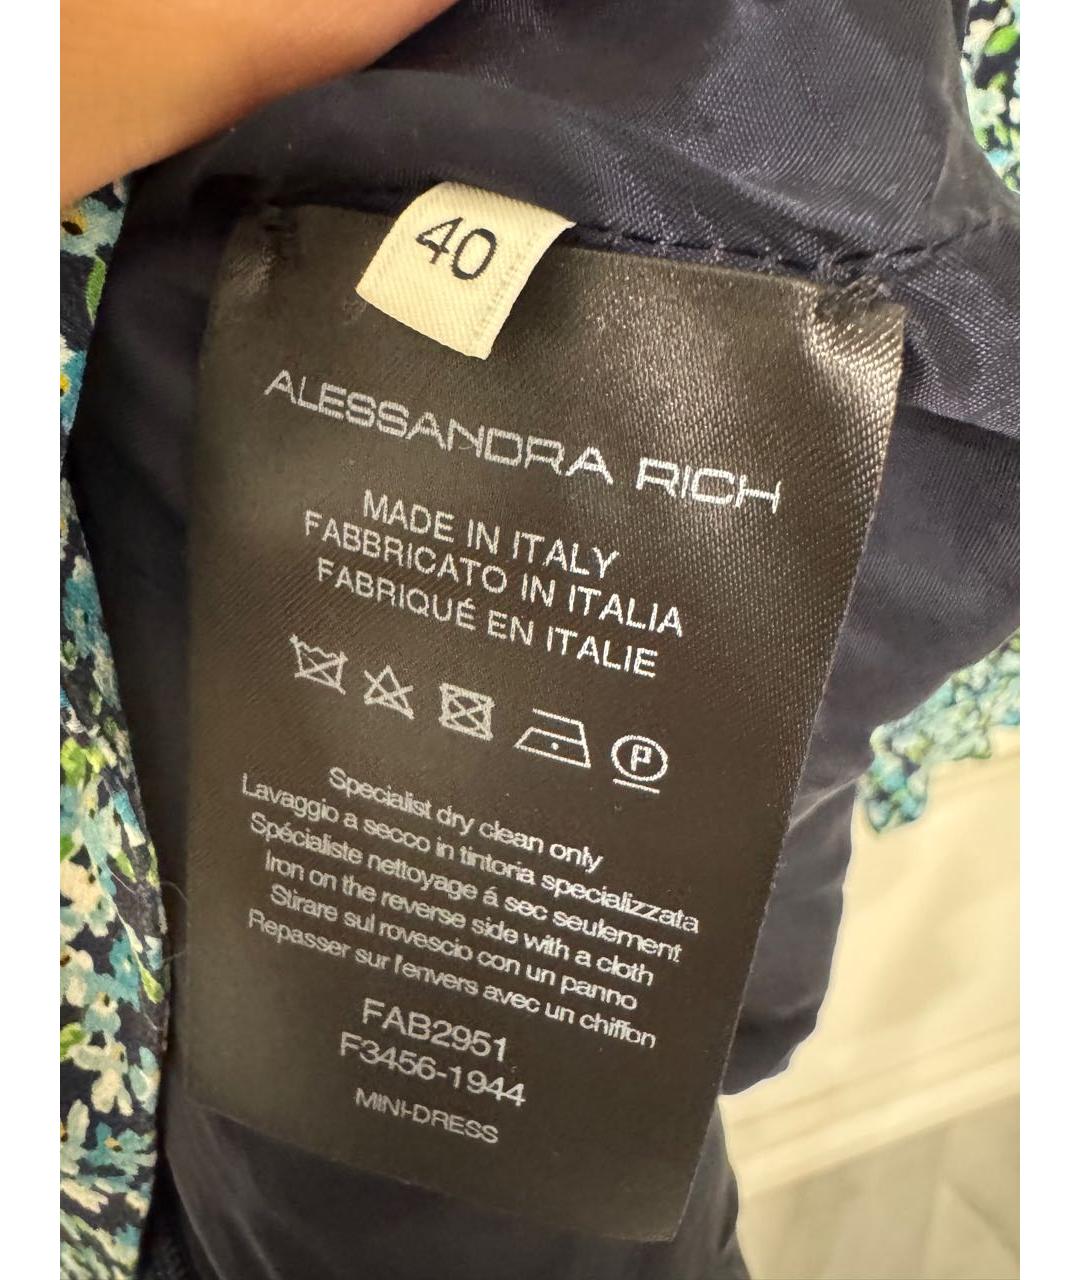 40
ALESSANDRA RICH
MADE IN ITALY
FABBRICATO IN ITALIA
FABRIQUÉ EN ITALIE
P
Specialist dry clean only
Lavaggio a secco in tintoria specializzata
Spécialiste nettoyage á sec seulement
Iron on the reverse side with a cloth
Stirare sul rovescio con un panno
Repasser sur l'envers avec un chiffon
FAB2951
F3456-1944
MINI-DRESS